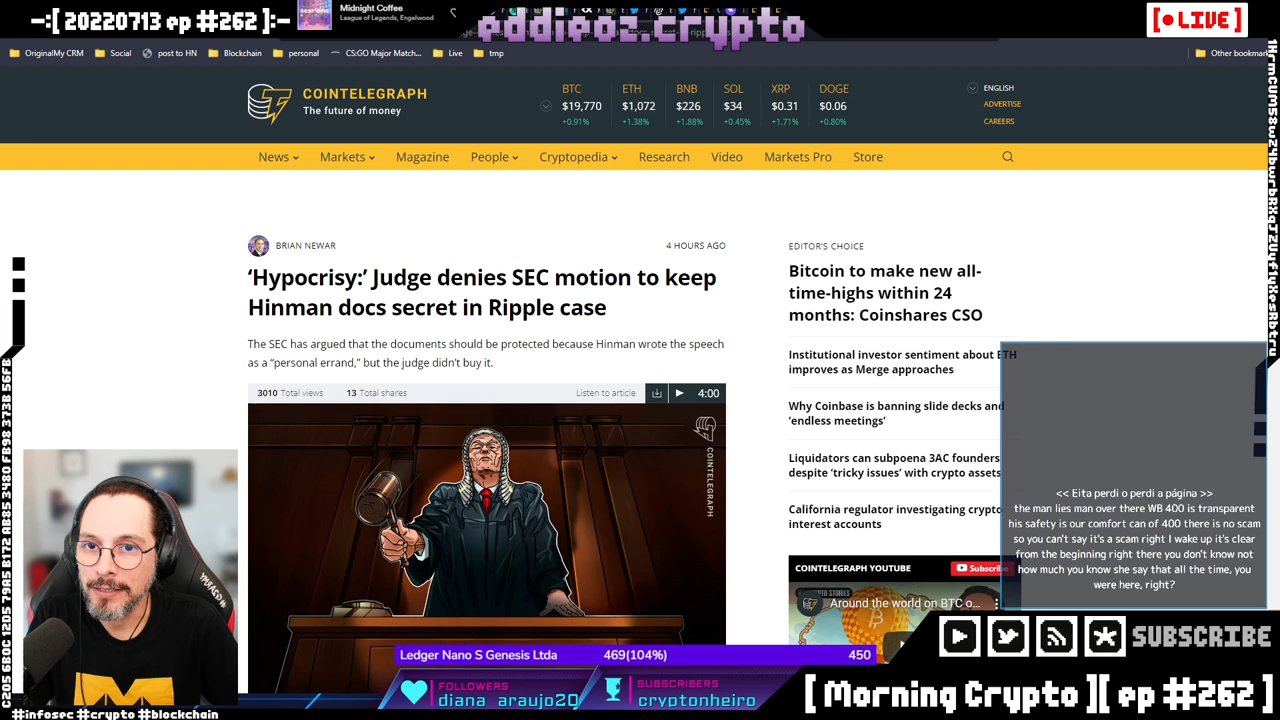 —:[ 20220713 ep #262 ]:—
Midnight Coffee
League of Legends, Engelwood
eddieoz.crypto
[●LIVE]
OriginalMy CRM
Social
post to HN
Blockchain
personal
CS:GO Major Match...
Live
tmp
Other bookmar
COINTELEGRAPH
The future of money
BTC ETH BNB SOL XRP DOGE
$19,770 $1,072 $226 $34 $0.31 $0.06
+0.91% +1.38% +1.88% +0.45% +1.71% +0.80%
ENGLISH
ADVERTISE
CAREERS
News Markets Magazine People Cryptopedia Research Video Markets Pro Store
BRIAN NEWAR
4 HOURS AGO
‘Hypocrisy:’ Judge denies SEC motion to keep
Hinman docs secret in Ripple case
The SEC has argued that the documents should be protected because Hinman wrote the speech
as a “personal errand,” but the judge didn’t buy it.
3010 Total views 13 Total shares Listen to article 4:00
COINTELEGRAPH
EDITOR’S CHOICE
Bitcoin to make new all-
time-highs within 24
months: Coinshares CSO
Institutional investor sentiment about ETH
improves as Merge approaches
Why Coinbase is banning slide decks and
‘endless meetings’
Liquidators can subpoena 3AC founders
despite ‘tricky issues’ with crypto assets
California regulator investigating crypto
interest accounts
COINTELEGRAPH YOUTUBE
Subscribe
Around the world on BTC o...
<< Eita perdi o perdi a página >>
the man lies man over there WB 400 is transparent
his safety is our comfort can of 400 there is no scam
so you can't say it's a scam right I wake up it's clear
from the beginning right there you don't know not
how much you know she say that all the time, you
were here, right?
SUBSCRIBE
Ledger Nano S Genesis Ltda 469(104%) 450
FOLLOWERS
diana_araujo20
SUBSCRIBERS
cryptonheiro
[ Morning Crypto ][ ep #262 ]
#infosec #crypto #blockchain